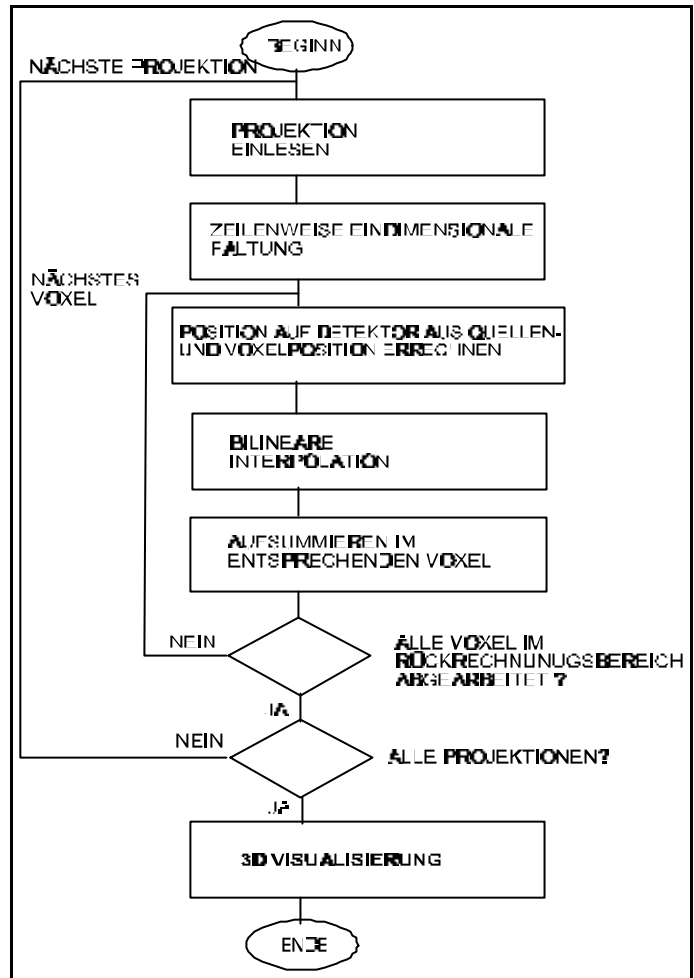 BEGINN
NÄCHSTE PROJEKTION
PROJEKTION
EINLESEN
ZEILENWEISE EINDIMENSIONALE
FALTUNG
NÄCHSTES
VOXEL
POSITION AUF DETEKTOR AUS QUELLEN-
UND VOXELPOSITION ERRECHNEN
BILINEARE
INTERPOLATION
AUFSUMMIEREN IM
ENTSPRECHENDEN VOXEL
NEIN
ALLE VOXEL IM
RÜCKRECHNUNUGSBEREICH
ABGEARBEITET ?
JA
NEIN
ALLE PROJEKTIONEN?
JA
3D VISUALISIERUNG
ENDE